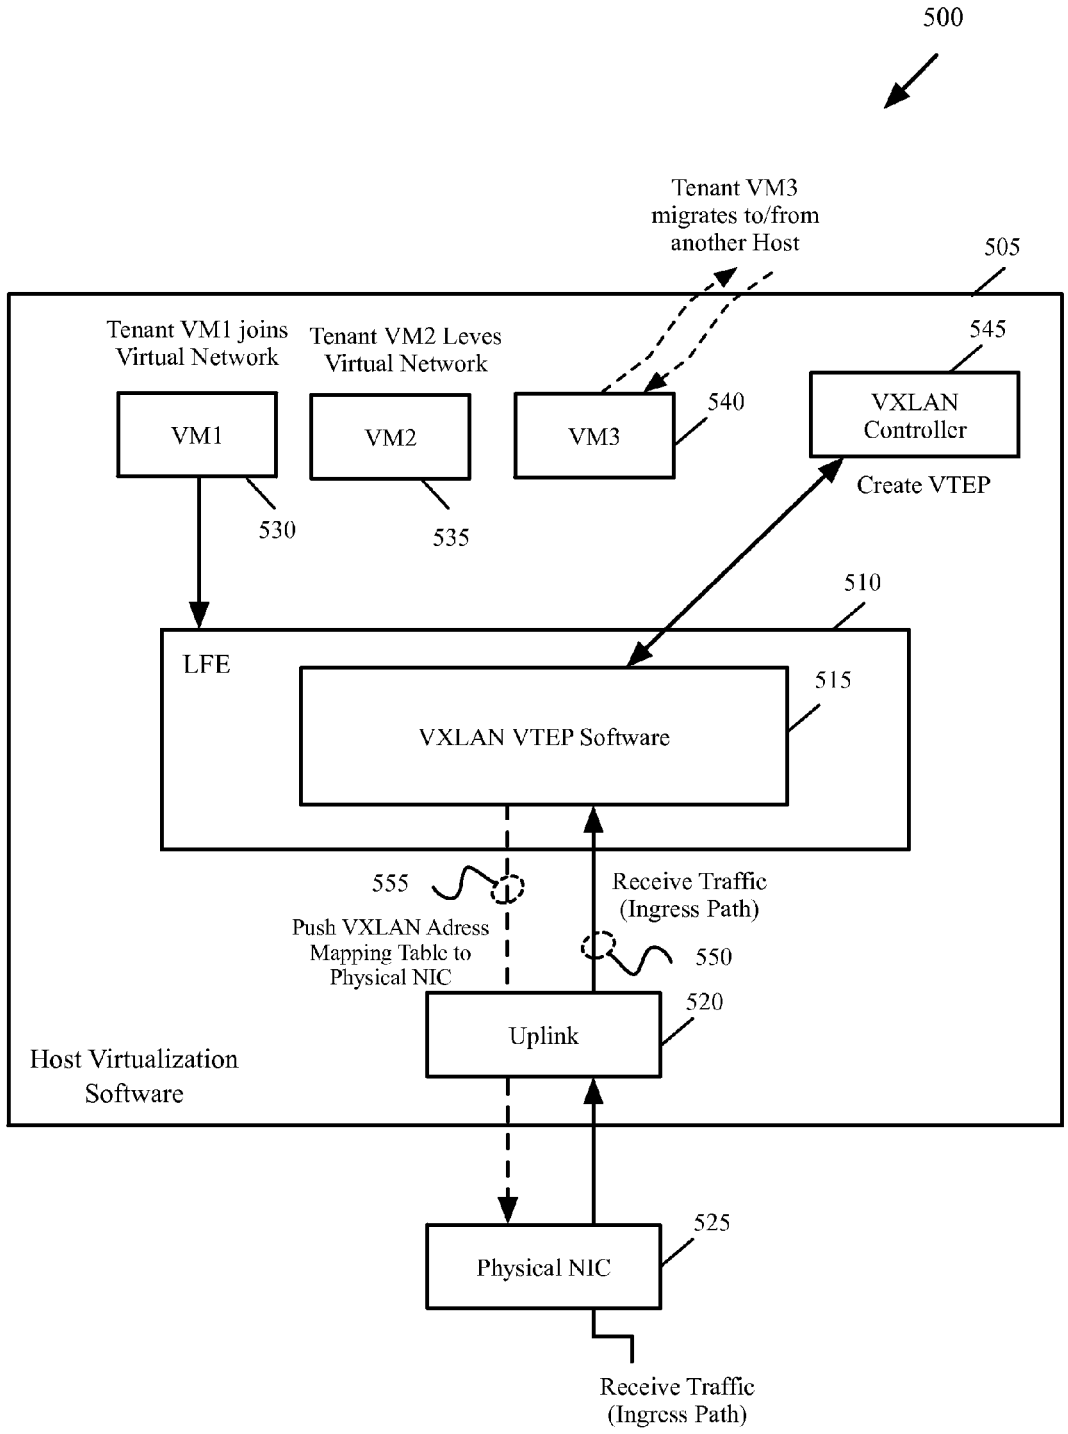 500
Tenant VM3
migrates to/from
another Host
505
Tenant VM1 joins
Virtual Network
Tenant VM2 Leves
Virtual Network
545
VM1
VM2
VM3
540
VXLAN
Controller
Create VTEP
530
535
510
LFE
515
VXLAN VTEP Software
555
Receive Traffic
(Ingress Path)
Push VXLAN Adress
Mapping Table to
Physical NIC
550
520
Uplink
Host Virtualization
Software
525
Physical NIC
Receive Traffic
(Ingress Path)